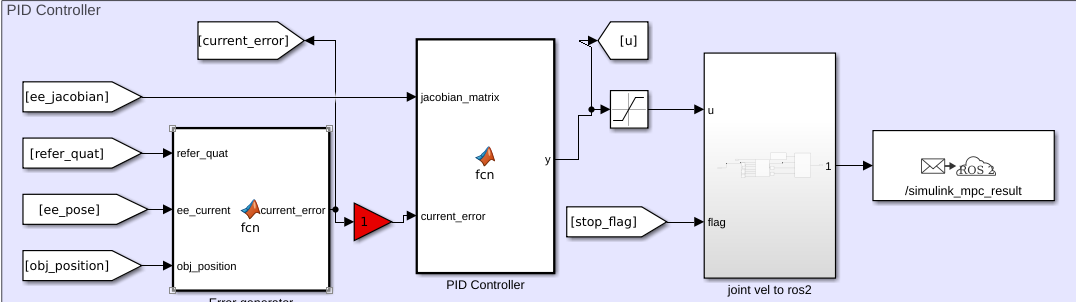 PID Controller
[current_error]
[u]
[ee_jacobian]
jacobian_matrix
u
[refer_quat]
refer_quat
fcn
y
1
ROS 2
/simulink_mpc_result
[ee_pose]
ee_current
current_error
fcn
1
current_error
[stop_flag]
flag
[obj_position]
obj_position
PID Controller
joint vel to ros2
Error generator